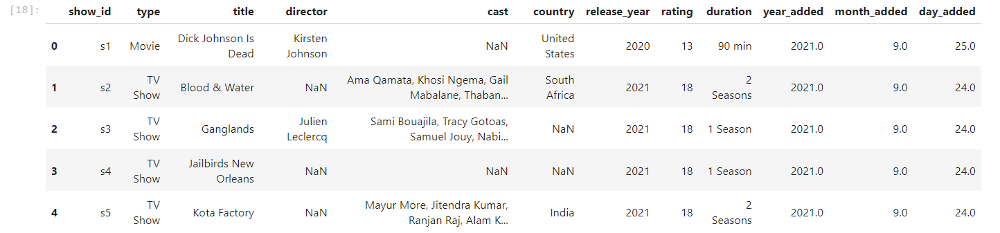 [18]: show_id type title director cast country release_year rating duration year_added month_added day_added
0 s1 Movie Dick Johnson Is Dead Kirsten Johnson NaN United States 2020 13 90 min 2021.0 9.0 25.0
1 s2 TV Show Blood & Water NaN Ama Qamata, Khosi Ngema, Gail Mabalane, Thaban... South Africa 2021 18 2 Seasons 2021.0 9.0 24.0
2 s3 TV Show Ganglands Julien Leclercq Sami Bouajila, Tracy Gotoas, Samuel Jouy, Nabi... NaN 2021 18 1 Season 2021.0 9.0 24.0
3 s4 TV Show Jailbirds New Orleans NaN NaN NaN 2021 18 1 Season 2021.0 9.0 24.0
4 s5 TV Show Kota Factory NaN Mayur More, Jitendra Kumar, Ranjan Raj, Alam K... India 2021 18 2 Seasons 2021.0 9.0 24.0